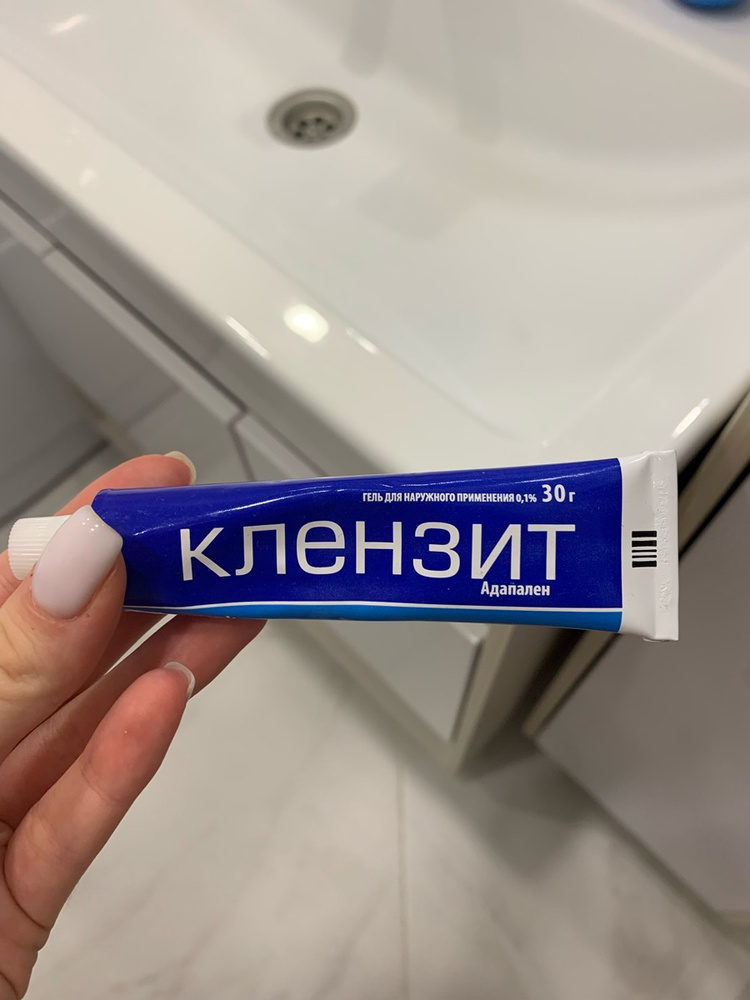 ГЕЛЬ ДЛЯ НАРУЖНОГО ПРИМЕНЕНИЯ 0,1% 30 г
клензит
Адапален